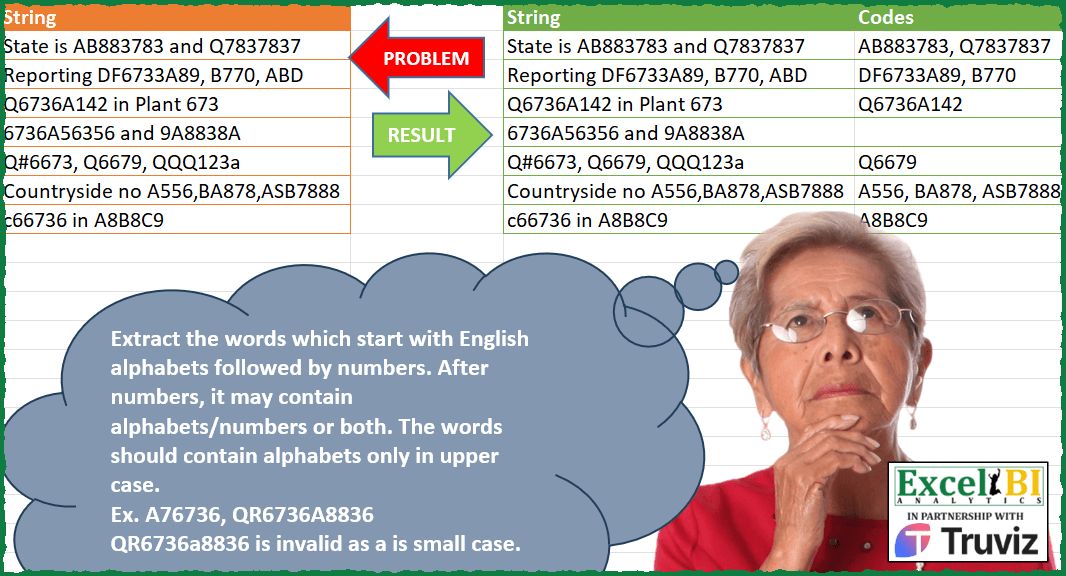 String
State is AB883783 and Q7837837
Reporting DF6733A89, B770, ABD
Q6736A142 in Plant 673
6736A56356 and 9A8838A
Q#6673, Q6679, QQQ123a
Countryside no A556,BA878,ASB7888
c66736 in A8B8C9
PROBLEM
RESULT
String Codes
State is AB883783 and Q7837837 AB883783, Q7837837
Reporting DF6733A89, B770, ABD DF6733A89, B770
Q6736A142 in Plant 673 Q6736A142
6736A56356 and 9A8838A
Q#6673, Q6679, QQQ123a Q6679
Countryside no A556,BA878,ASB7888 A556, BA878, ASB7888
c66736 in A8B8C9 A8B8C9
Extract the words which start with English
alphabets followed by numbers. After
numbers, it may contain
alphabets/numbers or both. The words
should contain alphabets only in upper
case.
Ex. A76736, QR6736A8836
QR6736a8836 is invalid as a is small case.
Excel BI
ANALYTICS
IN PARTNERSHIP WITH
Truviz